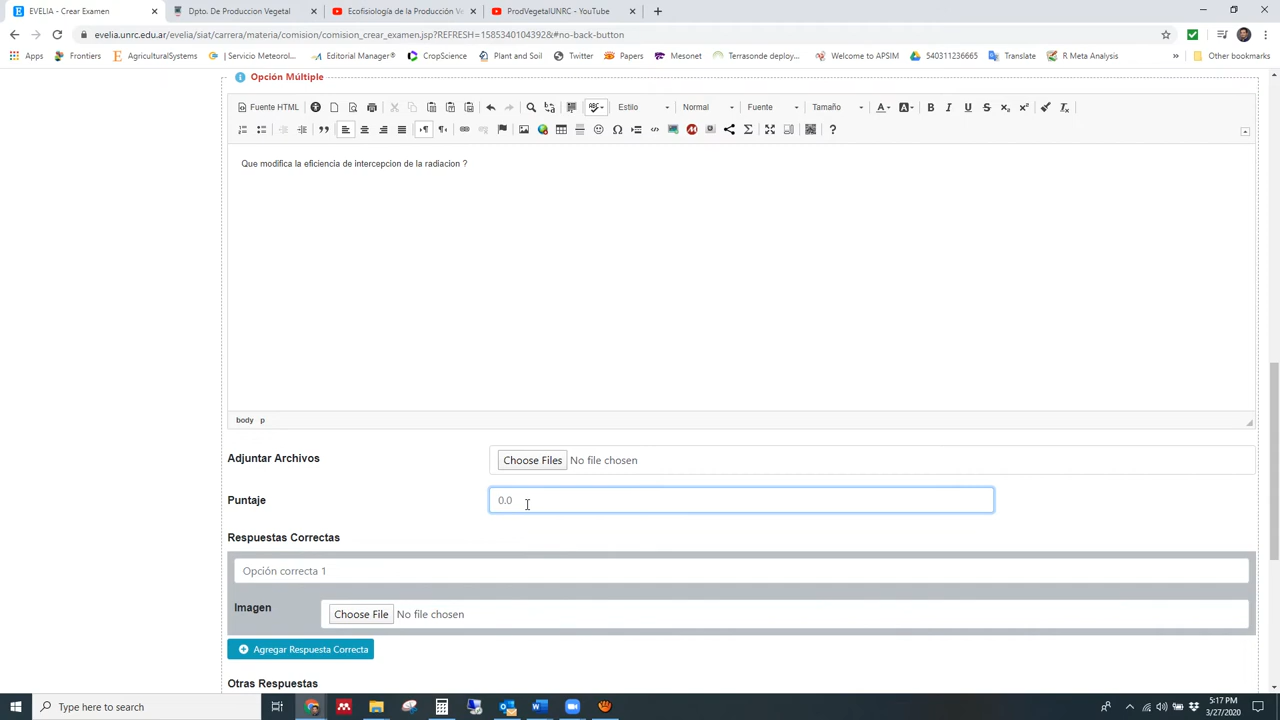 EVELIA - Crear Examen
Dpto. De Produccion Vegetal
Ecofisiología de la Producción Ve
ProdVegetalUNRC - YouTube
evelia.unrc.edu.ar/evelia/siat/carrera/materia/comision/comision_crear_examen.jsp?REFRESH=1585340104392&#no-back-button
Apps
Frontiers
AgriculturalSystems
| Servicio Meteorol...
Editorial Manager®
CropScience
Plant and Soil
Twitter
Papers
Mesonet
Terrasonde deploy...
Welcome to APSIM
540311236665
Translate
R Meta Analysis
»
Other bookmarks
Opción Múltiple
Fuente HTML
Estilo
Normal
Fuente
Tamaño
Que modifica la eficiencia de intercepcion de la radiacion ?
body p
Adjuntar Archivos
Choose Files No file chosen
Puntaje
0.0
Respuestas Correctas
Opción correcta 1
Imagen
Choose File No file chosen
Agregar Respuesta Correcta
Otras Respuestas
Type here to search
5:17 PM
3/27/2020